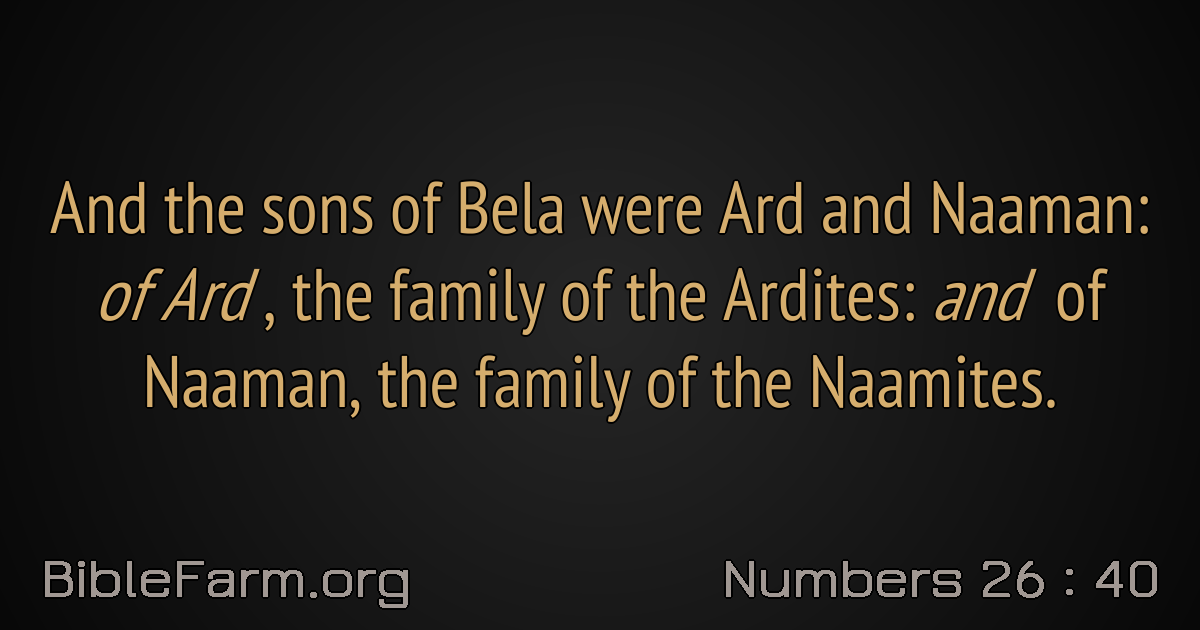 And the sons of Bela were Ard and Naaman:
of Ard , the family of the Ardites: and of
Naaman, the family of the Naamites.
BibleFarm.org
Numbers 26 : 40